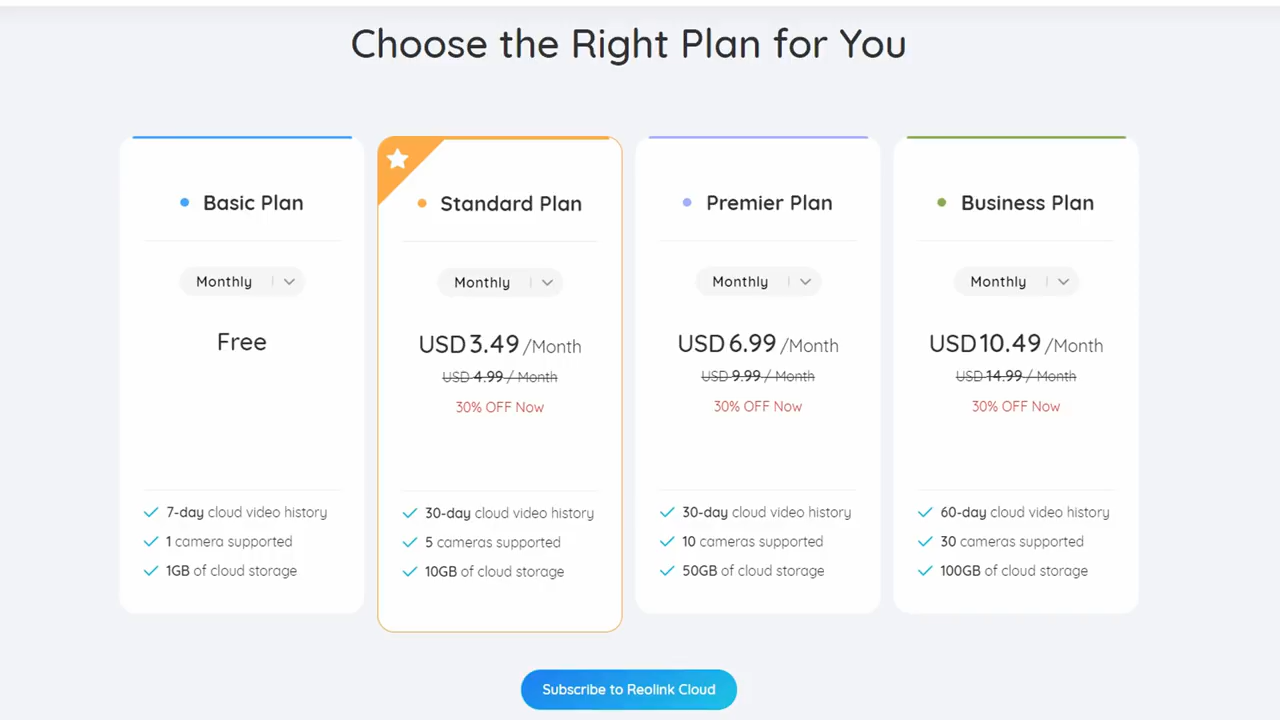 Choose the Right Plan for You
Basic Plan
Monthly
Free
7-day cloud video history
1 camera supported
1GB of cloud storage
Standard Plan
Monthly
USD 3.49 /Month
USD 4.99 / Month
30% OFF Now
30-day cloud video history
5 cameras supported
10GB of cloud storage
Premier Plan
Monthly
USD 6.99 /Month
USD 9.99 / Month
30% OFF Now
30-day cloud video history
10 cameras supported
50GB of cloud storage
Business Plan
Monthly
USD 10.49 /Month
USD 14.99 / Month
30% OFF Now
60-day cloud video history
30 cameras supported
100GB of cloud storage
Subscribe to Reolink Cloud